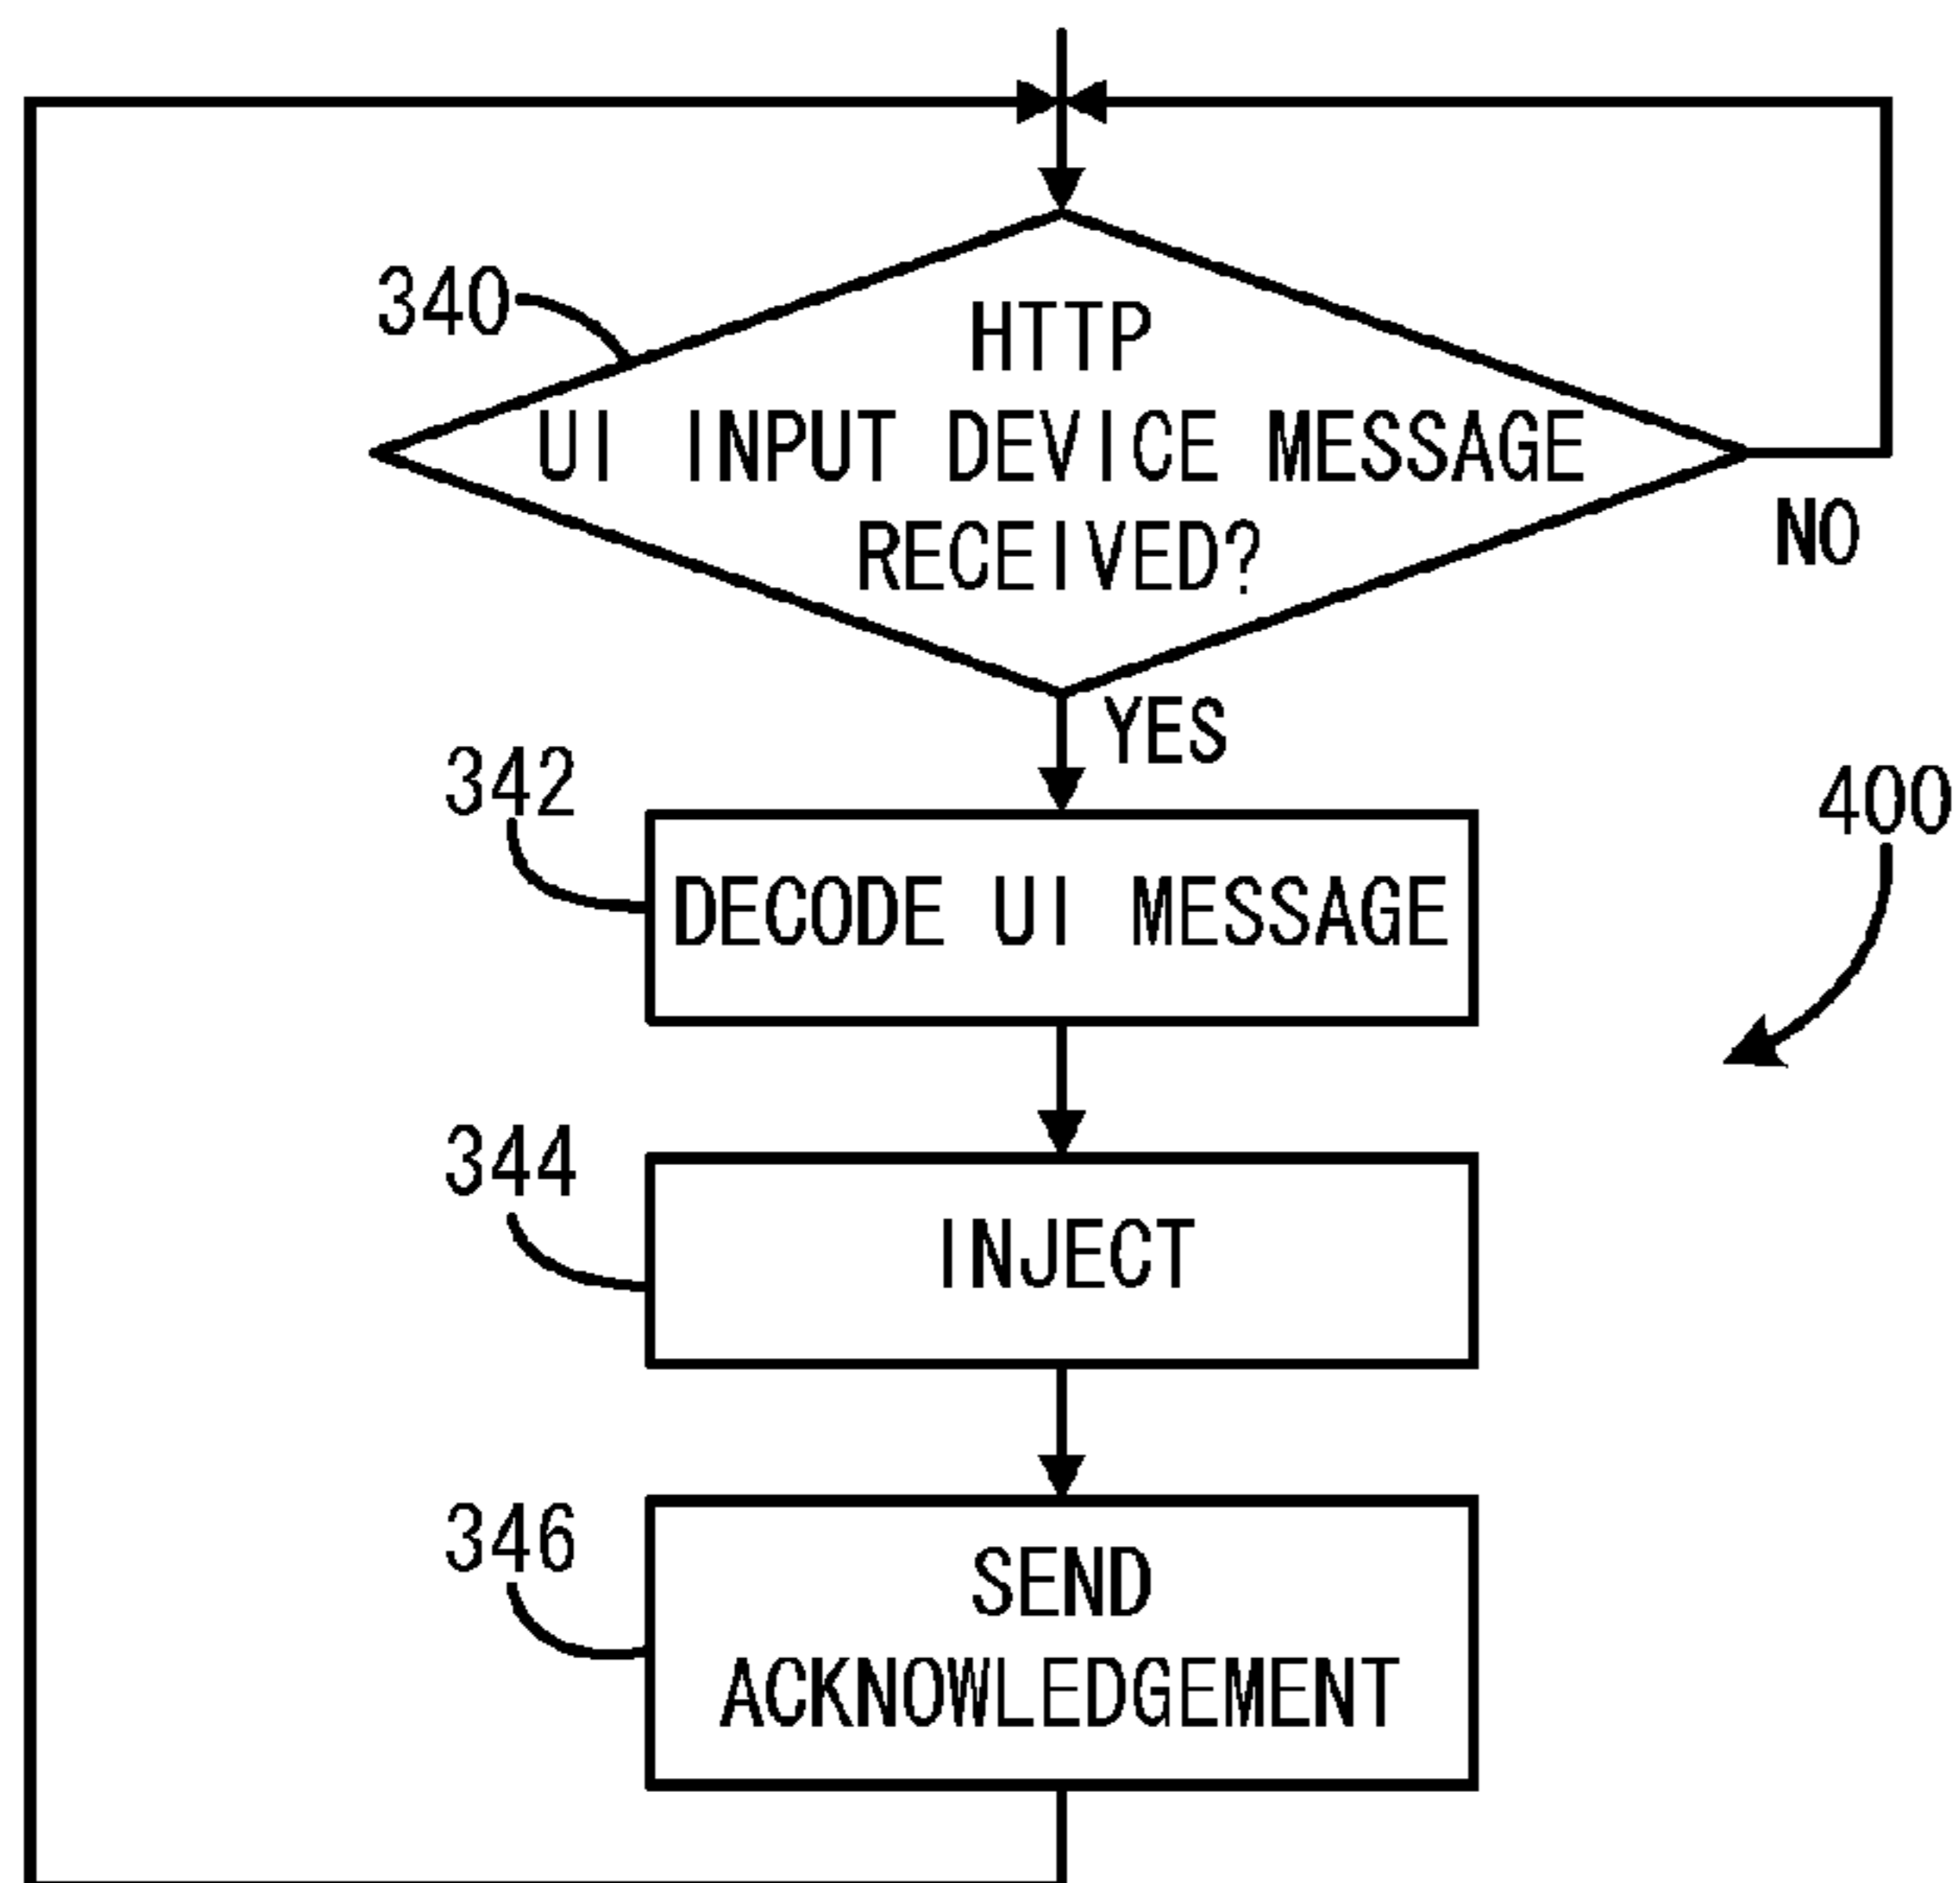 340
HTTP
UI INPUT DEVICE MESSAGE
RECEIVED?
NO
YES
342
DECODE UI MESSAGE
400
344
INJECT
346
SEND
ACKNOWLEDGEMENT